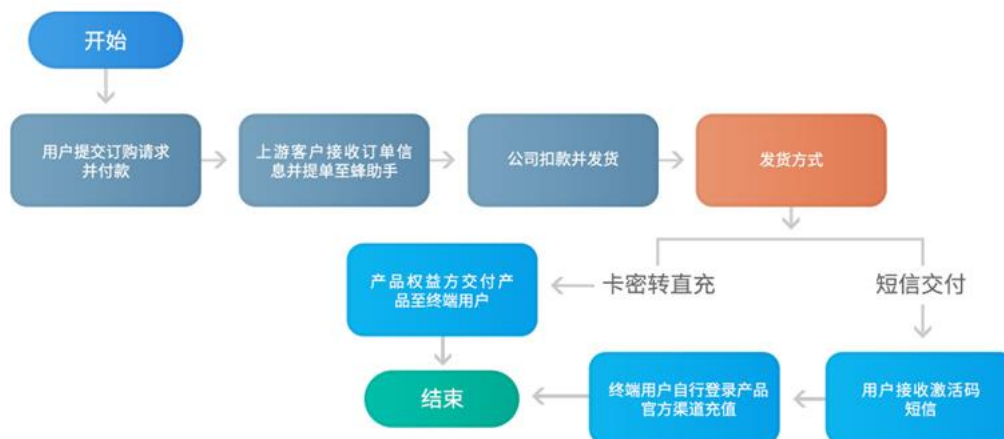 开始
用户提交订购请求
并付款
上游客户接收订单信
息并提单至蜂助手
公司扣款并发货
发货方式
产品权益方交付产
品至终端用户
卡密转直充
短信交付
结束
终端用户自行登录产品
官方渠道充值
用户接收激活码
短信